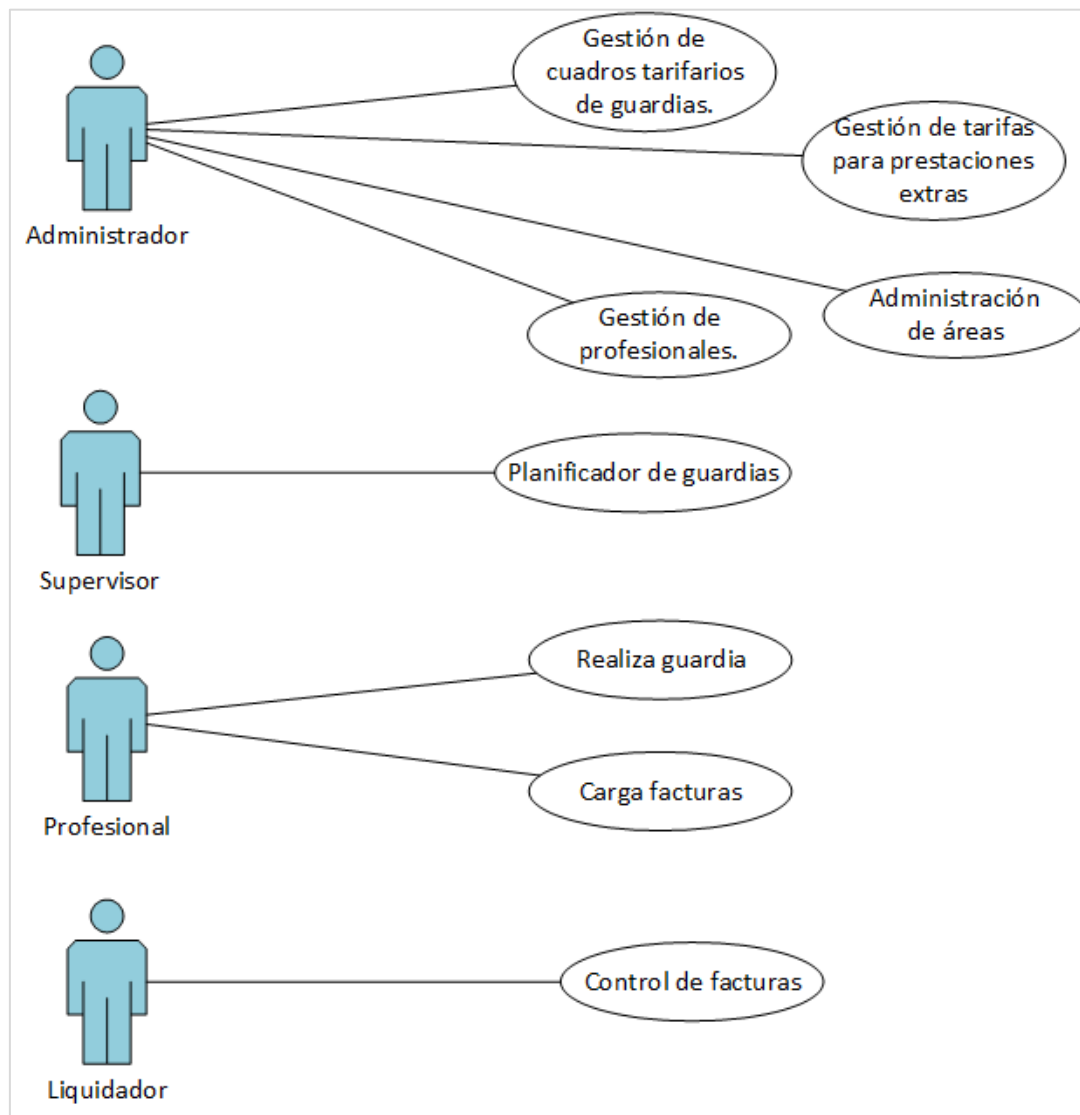 Gestión de
cuadros tarifarios
de guardias.
Gestión de tarifas
para prestaciones
extras
Administrador
Administración
de áreas
Gestión de
profesionales.
Planificador de guardias
Supervisor
Realiza guardia
Carga facturas
Profesional
Control de facturas
Liquidador